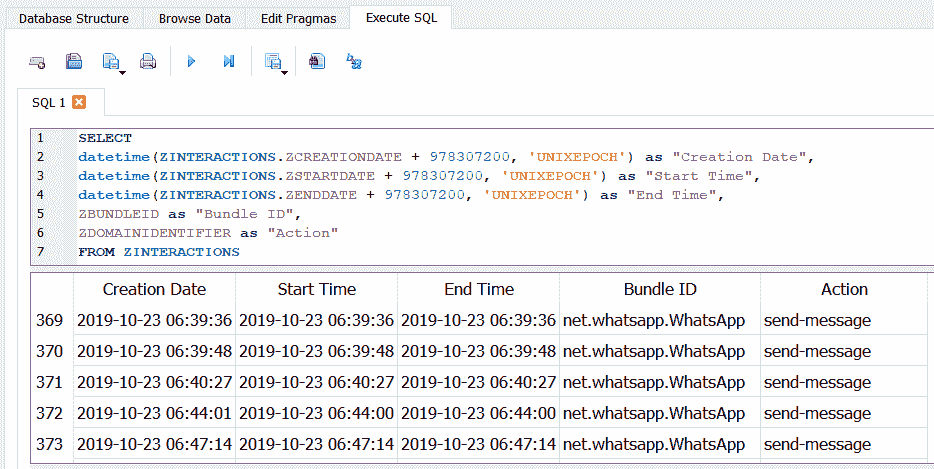 Database Structure Browse Data Edit Pragmas Execute SQL
SQL 1
1 SELECT
2 datetime(ZINTERACTIONS.ZCREATIONDATE + 978307200, 'UNIXEPOCH') as "Creation Date",
3 datetime(ZINTERACTIONS.ZSTARTDATE + 978307200, 'UNIXEPOCH') as "Start Time",
4 datetime(ZINTERACTIONS.ZENDDATE + 978307200, 'UNIXEPOCH') as "End Time",
5 ZBUNDLEID as "Bundle ID",
6 ZDOMAINIDENTIFIER as "Action"
7 FROM ZINTERACTIONS
Creation Date Start Time End Time Bundle ID Action
369 2019-10-23 06:39:36 2019-10-23 06:39:36 2019-10-23 06:39:36 net.whatsapp.WhatsApp send-message
370 2019-10-23 06:39:48 2019-10-23 06:39:48 2019-10-23 06:39:48 net.whatsapp.WhatsApp send-message
371 2019-10-23 06:40:27 2019-10-23 06:40:27 2019-10-23 06:40:27 net.whatsapp.WhatsApp send-message
372 2019-10-23 06:44:01 2019-10-23 06:44:00 2019-10-23 06:44:00 net.whatsapp.WhatsApp send-message
373 2019-10-23 06:47:14 2019-10-23 06:47:14 2019-10-23 06:47:14 net.whatsapp.WhatsApp send-message